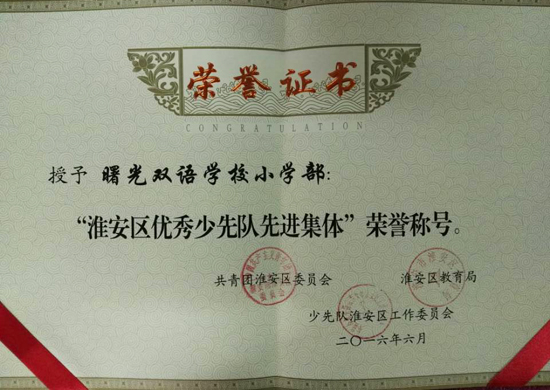 荣誉证书
CONGRATULATION
授予 曙光双语学校小学部：
“淮安区优秀少先队先进集体”荣誉称号。
共青团淮安区委员会 淮安区教育局
少先队淮安区工作委员会
二〇一六年六月